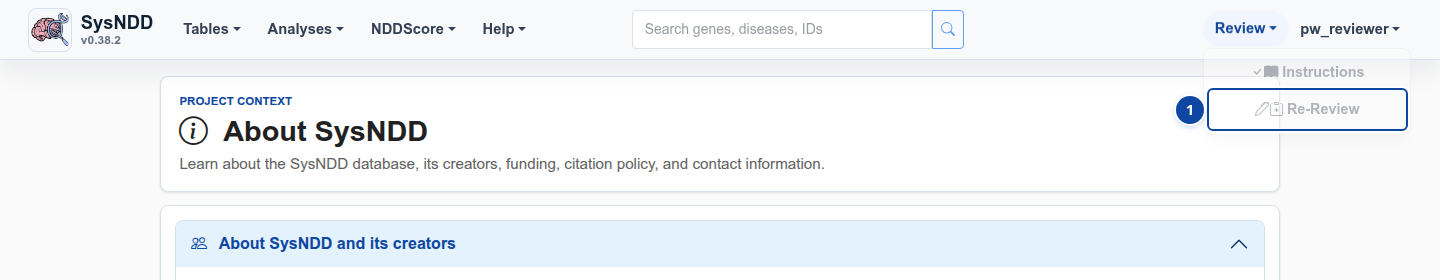 SysNDD
v0.38.2
Tables
Analyses
NDDScore
Help
Search genes, diseases, IDs
Review
pw_reviewer
Instructions
1
Re-Review
PROJECT CONTEXT
About SysNDD
Learn about the SysNDD database, its creators, funding, citation policy, and contact information.
About SysNDD and its creators